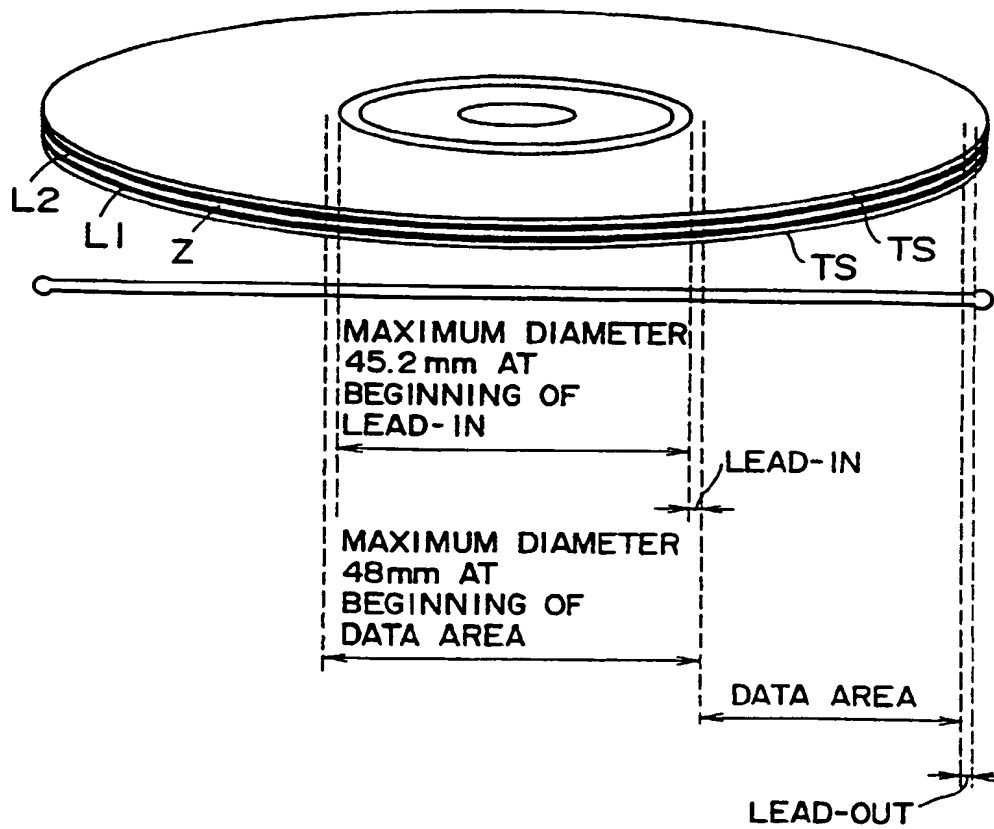 L2
L1
Z
TS
TS
MAXIMUM DIAMETER
45.2mm AT
BEGINNING OF
LEAD-IN
LEAD-IN
MAXIMUM DIAMETER
48mm AT
BEGINNING OF
DATA AREA
DATA AREA
LEAD-OUT